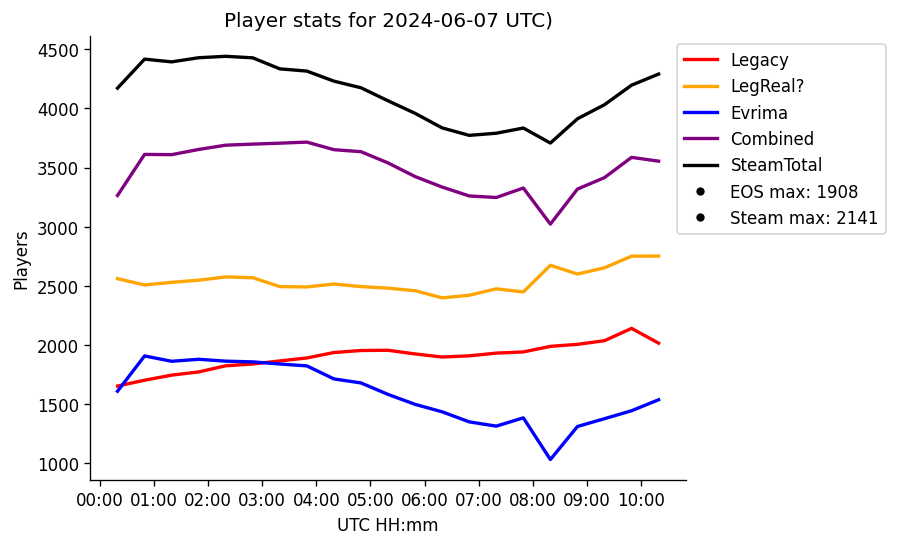 Player stats for 2024-06-07 UTC)
4500
4000
3500
3000
2500
2000
1500
1000
Players
00:00 01:00 02:00 03:00 04:00 05:00 06:00 07:00 08:00 09:00 10:00
UTC HH:mm
Legacy
LegReal?
Evrima
Combined
SteamTotal
EOS max: 1908
Steam max: 2141